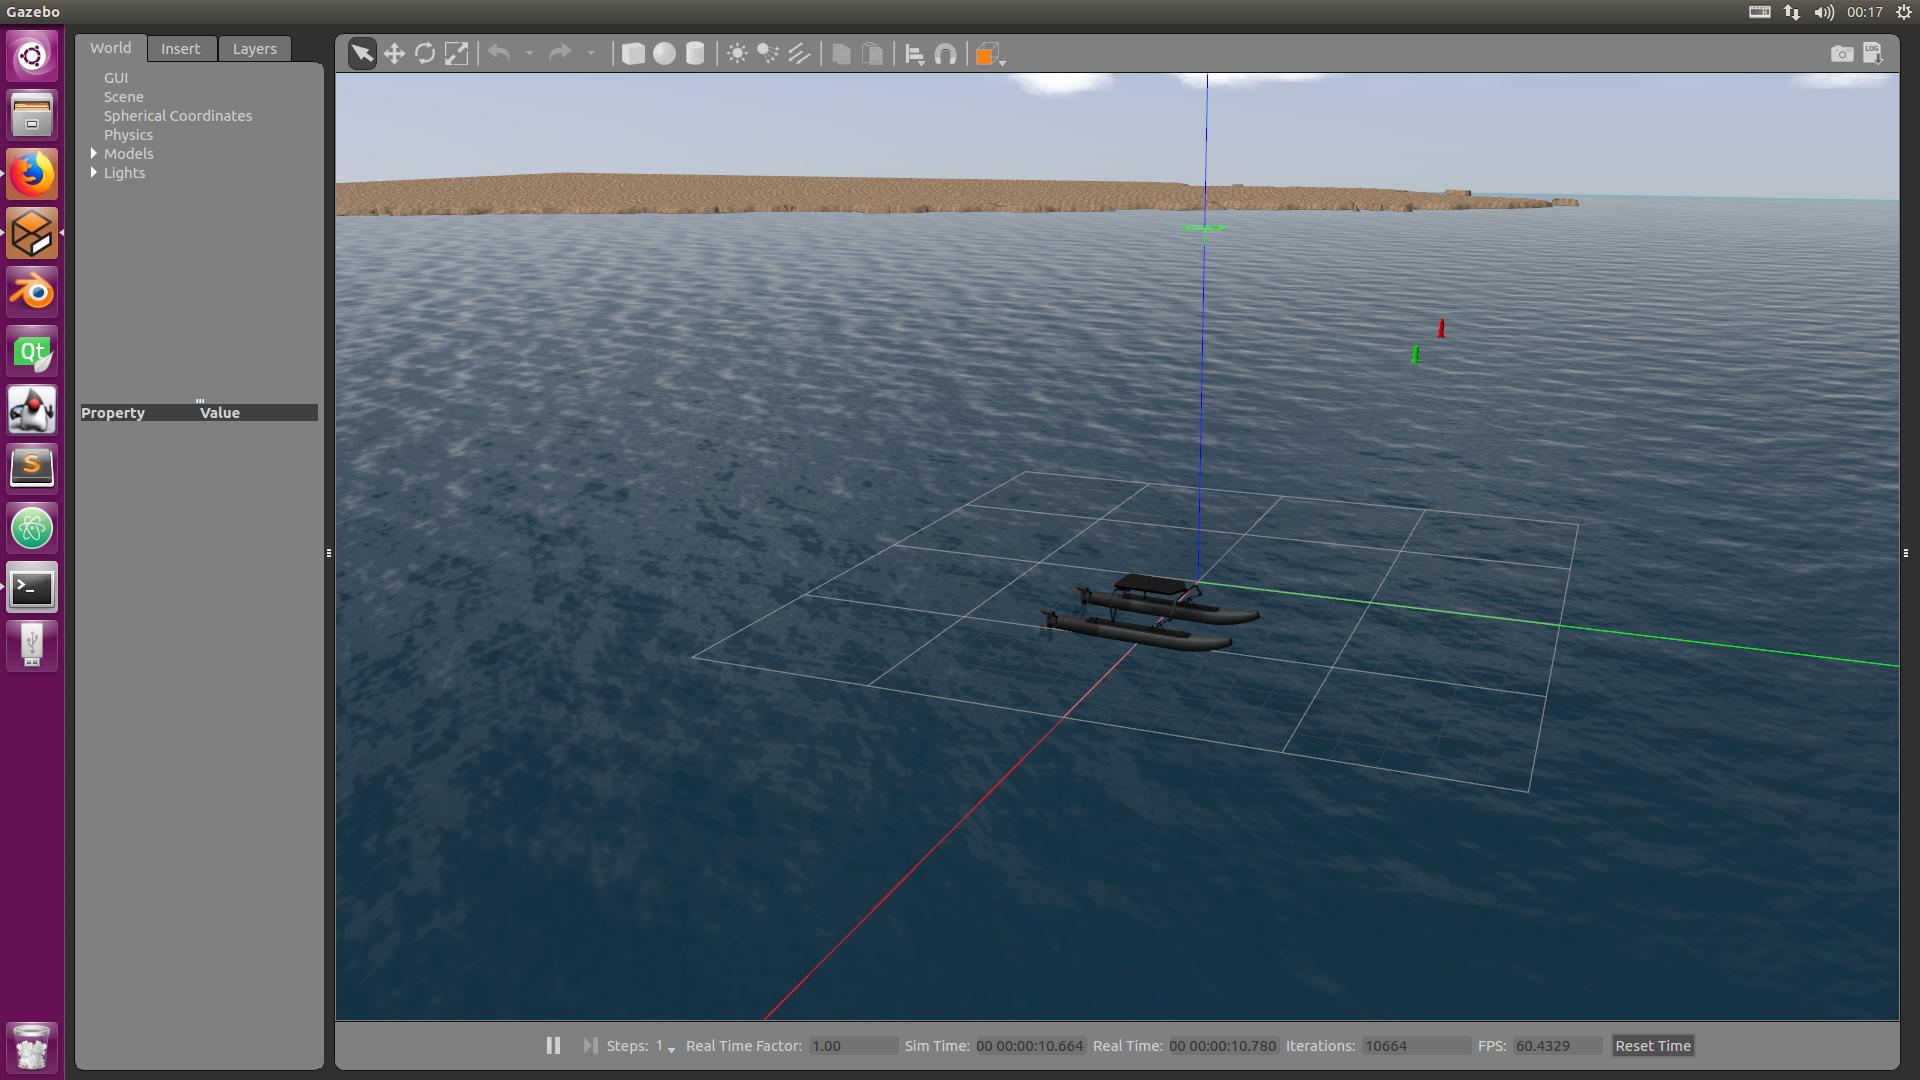 Gazebo
00:17
World Insert Layers
LOG
GUI
Scene
Spherical Coordinates
Physics
Models
Lights
Property Value
Qt
S
>_
Steps: 1 Real Time Factor: 1.00 Sim Time: 00 00:00:10.664 Real Time: 00 00:00:10.780 Iterations: 10664 FPS: 60.4329 Reset Time